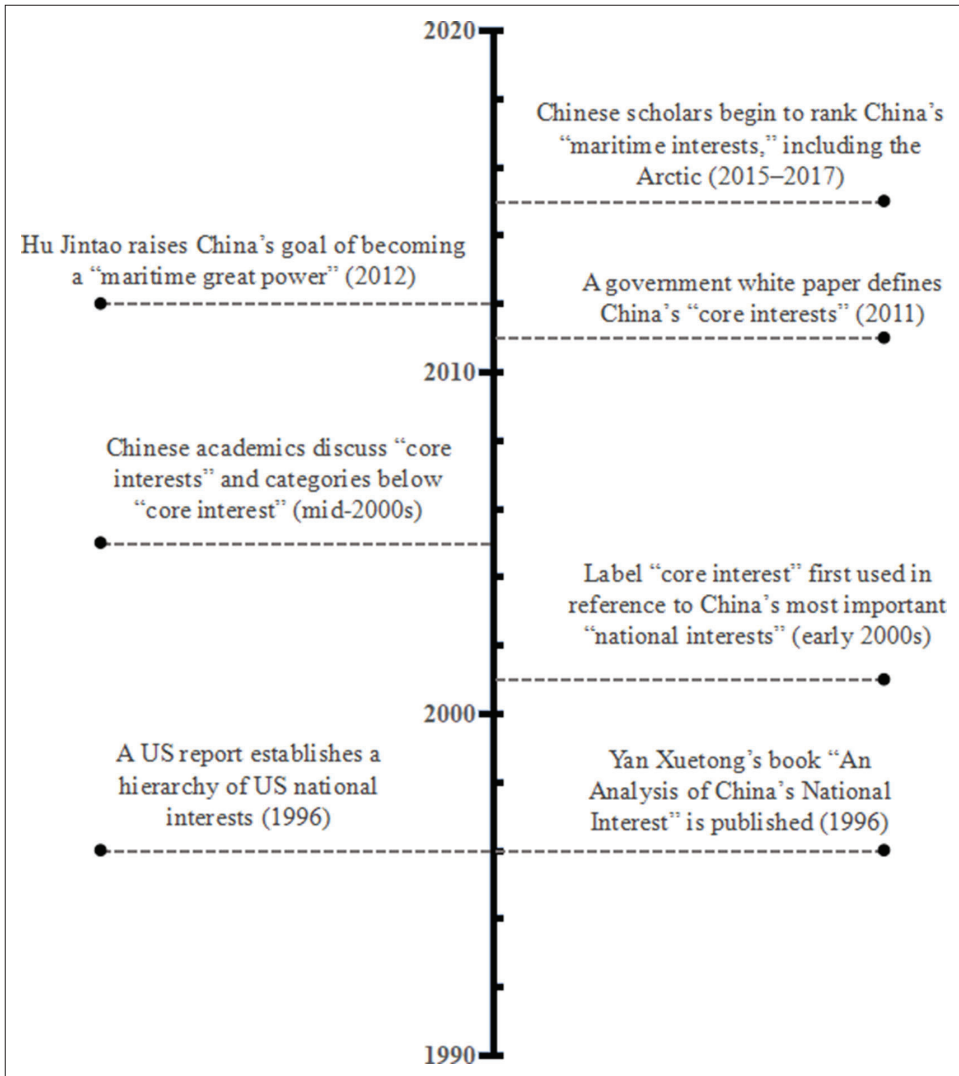 2020
Chinese scholars begin to rank China’s
“maritime interests,” including the
Arctic (2015–2017)
Hu Jintao raises China’s goal of becoming
a “maritime great power” (2012)
A government white paper defines
China’s “core interests” (2011)
2010
Chinese academics discuss “core
interests” and categories below
“core interest” (mid-2000s)
Label “core interest” first used in
reference to China’s most important
“national interests” (early 2000s)
2000
A US report establishes a
hierarchy of US national
interests (1996)
Yan Xuetong’s book “An
Analysis of China’s National
Interest” is published (1996)
1990